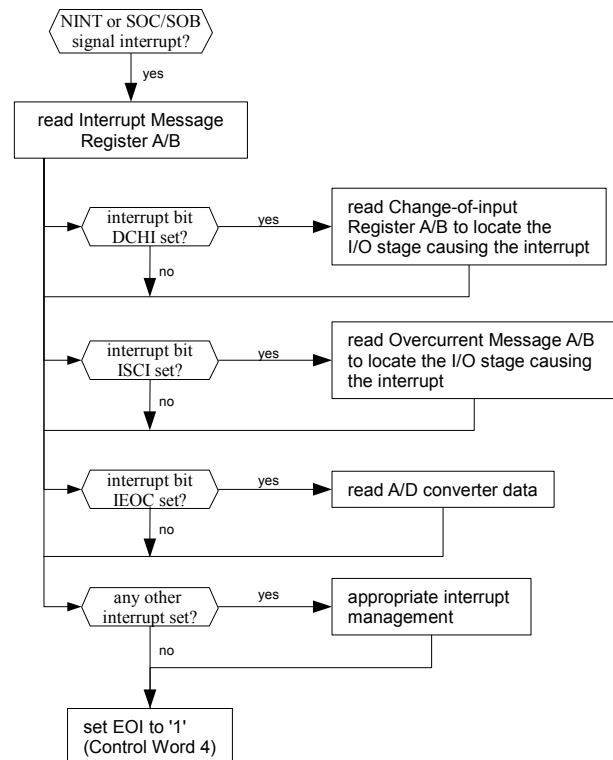 NINT or SOC/SOB
signal interrupt?
yes
read Interrupt Message
Register A/B
interrupt bit
DCHI set?
yes
read Change-of-input
Register A/B to locate the
I/O stage causing the interrupt
no
interrupt bit
ISCI set?
yes
read Overcurrent Message A/B
to locate the I/O stage causing
the interrupt
no
interrupt bit
IEOC set?
yes
read A/D converter data
no
any other
interrupt set?
yes
appropriate interrupt
management
no
set EOI to '1'
(Control Word 4)